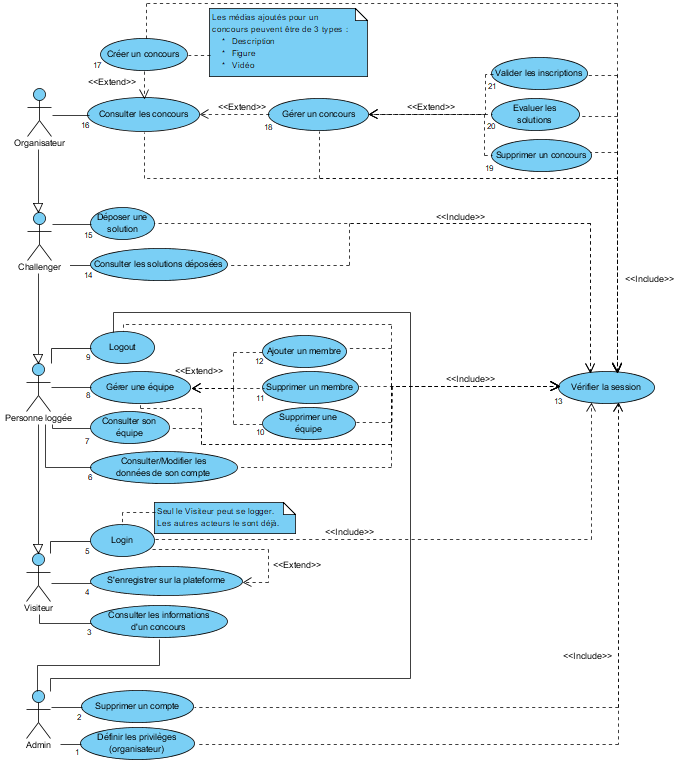 Les médias ajoutés pour un
concours peuvent être de 3 types :
* Description
* Figure
* Vidéo
Créer un concours
17
<<Extend>>
Valider les inscriptions
21
Consulter les concours
16
<<Extend>>
Gérer un concours
18
<<Extend>>
Evaluer les
solutions
20
Organisateur
Supprimer un concours
19
Déposer une
solution
15
<<Include>>
Challenger
Consulter les solutions déposées
14
<<Include>>
Logout
9
Ajouter un membre
12
<<Extend>>
Gérer une équipe
8
Supprimer un membre
11
<<Include>>
Vérifier la session
13
Personne loggée
Consulter son
équipe
7
Supprimer une
équipe
10
Consulter/Modifier les
données de son compte
6
Seul le Visiteur peut se logger.
Les autres acteurs le sont déjà.
Login
5
<<Include>>
<<Extend>>
S'enregistrer sur la plateforme
4
Visiteur
Consulter les informations
d'un concours
3
<<Include>>
Supprimer un compte
2
Admin
Définir les privilèges
(organisateur)
1